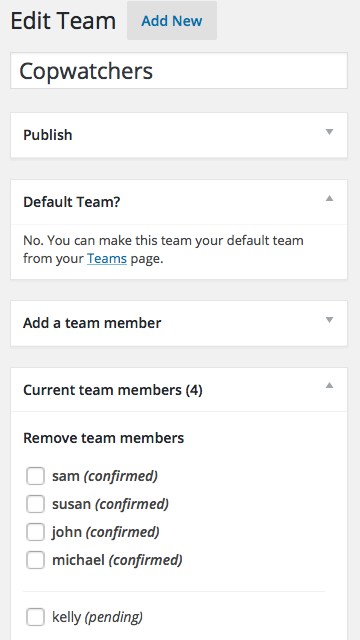 Edit Team Add New
Copwatchers
Publish
Default Team?
No. You can make this team your default team
from your Teams page.
Add a team member
Current team members (4)
Remove team members
sam (confirmed)
susan (confirmed)
john (confirmed)
michael (confirmed)
kelly (pending)